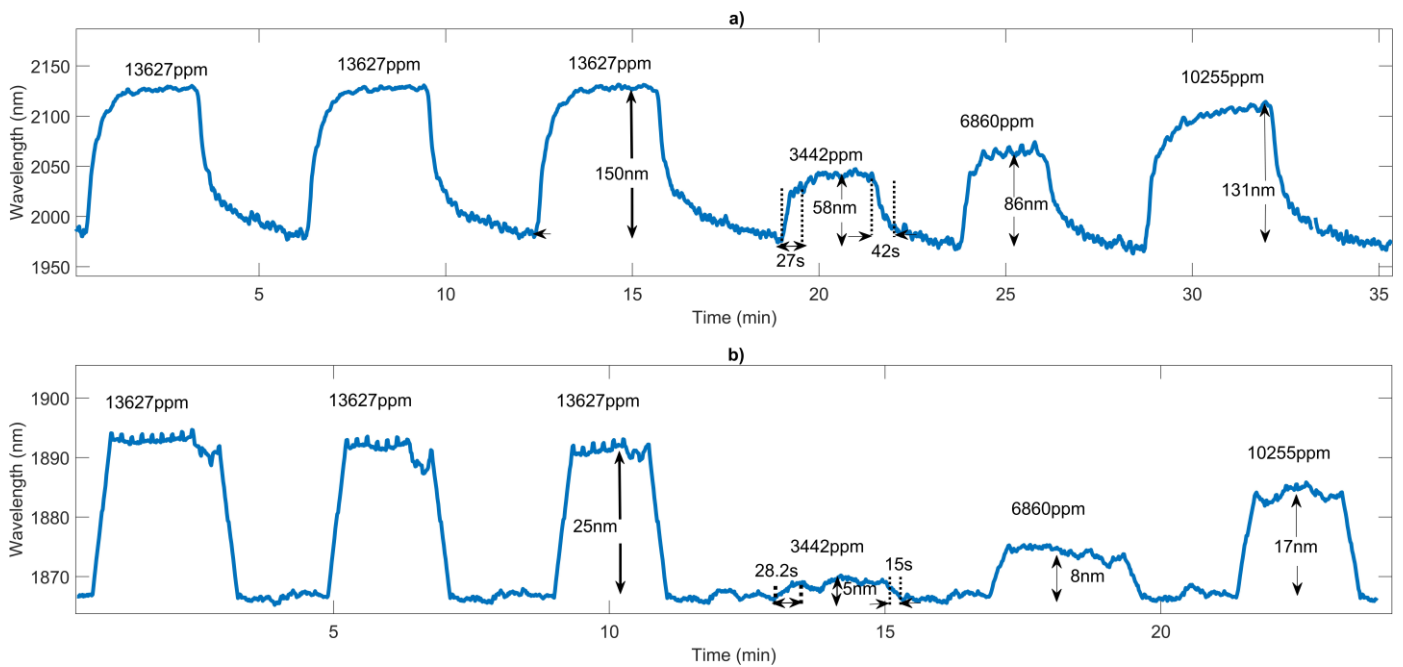 a)
Wavelength (nm)
2150
2100
2050
2000
1950
13627ppm
13627ppm
13627ppm
3442ppm
6860ppm
10255ppm
150nm
58nm
86nm
131nm
27s
42s
5
10
15
20
25
30
35
Time (min)
b)
Wavelength (nm)
1900
1890
1880
1870
13627ppm
13627ppm
13627ppm
3442ppm
6860ppm
10255ppm
25nm
28.2s
5nm
15s
8nm
17nm
5
10
15
20
Time (min)